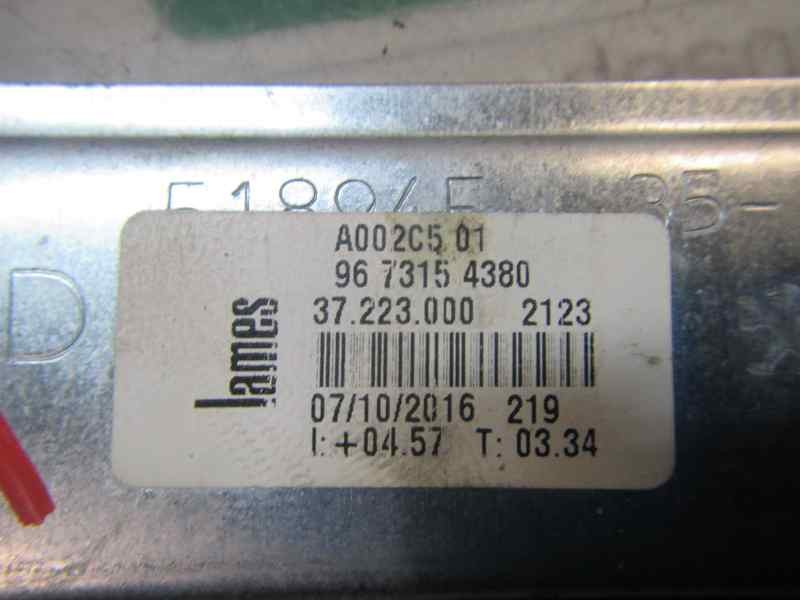 A002C5 01
96 7315 4380
37.223.000 2123
lames
07/10/2016 219
I: +04.57 T: 03.34
D